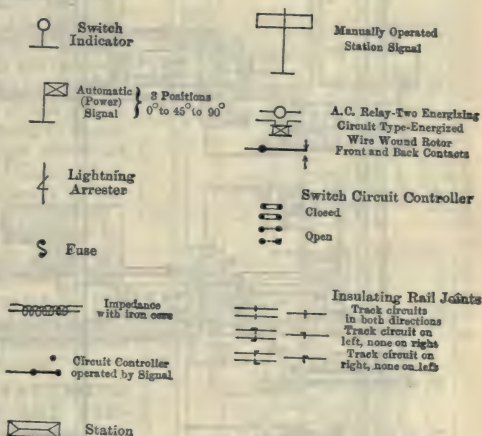 Switch
Indicator
Automatic
(Power)
Signal
3 Positions
0° to 45° to 90°
Lightning
Arrester
Fuse
Impedance
with iron core
Circuit Controller
operated by Signal
Station
Manually Operated
Station Signal
A.C. Relay-Two Energizing
Circuit Type-Energized
Wire Wound Rotor
Front and Back Contacts
Switch Circuit Controller
Closed
Open
Insulating Rail Joints
Track circuits
in both directions
Track circuit on
left, none on right
Track circuit on
right, none on left